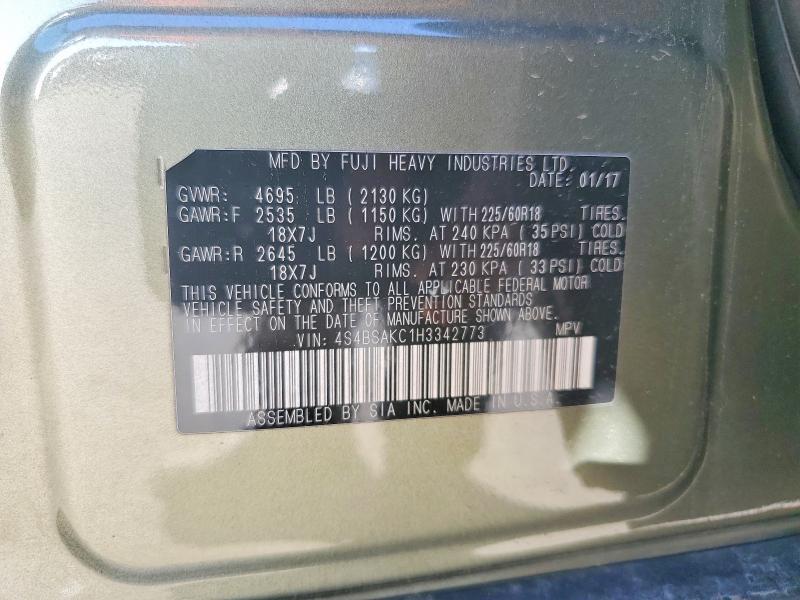 MFD BY FUJI HEAVY INDUSTRIES LTD.
DATE: 01/17
GVWR: 4695 LB ( 2130 KG)
GAWR:F 2535 LB ( 1150 KG) WITH 225/60R18 TIRES.
18X7J RIMS. AT 240 KPA ( 35 PSI) COLD
GAWR:R 2645 LB ( 1200 KG) WITH 225/60R18 TIRES.
18X7J RIMS. AT 230 KPA ( 33 PSI) COLD
THIS VEHICLE CONFORMS TO ALL APPLICABLE FEDERAL MOTOR
VEHICLE SAFETY AND THEFT PREVENTION STANDARDS
IN EFFECT ON THE DATE OF MANUFACTURE SHOWN ABOVE.
VIN: 4S4BSAKC1H3342773 MPV
ASSEMBLED BY SIA INC. MADE IN U.S.A.